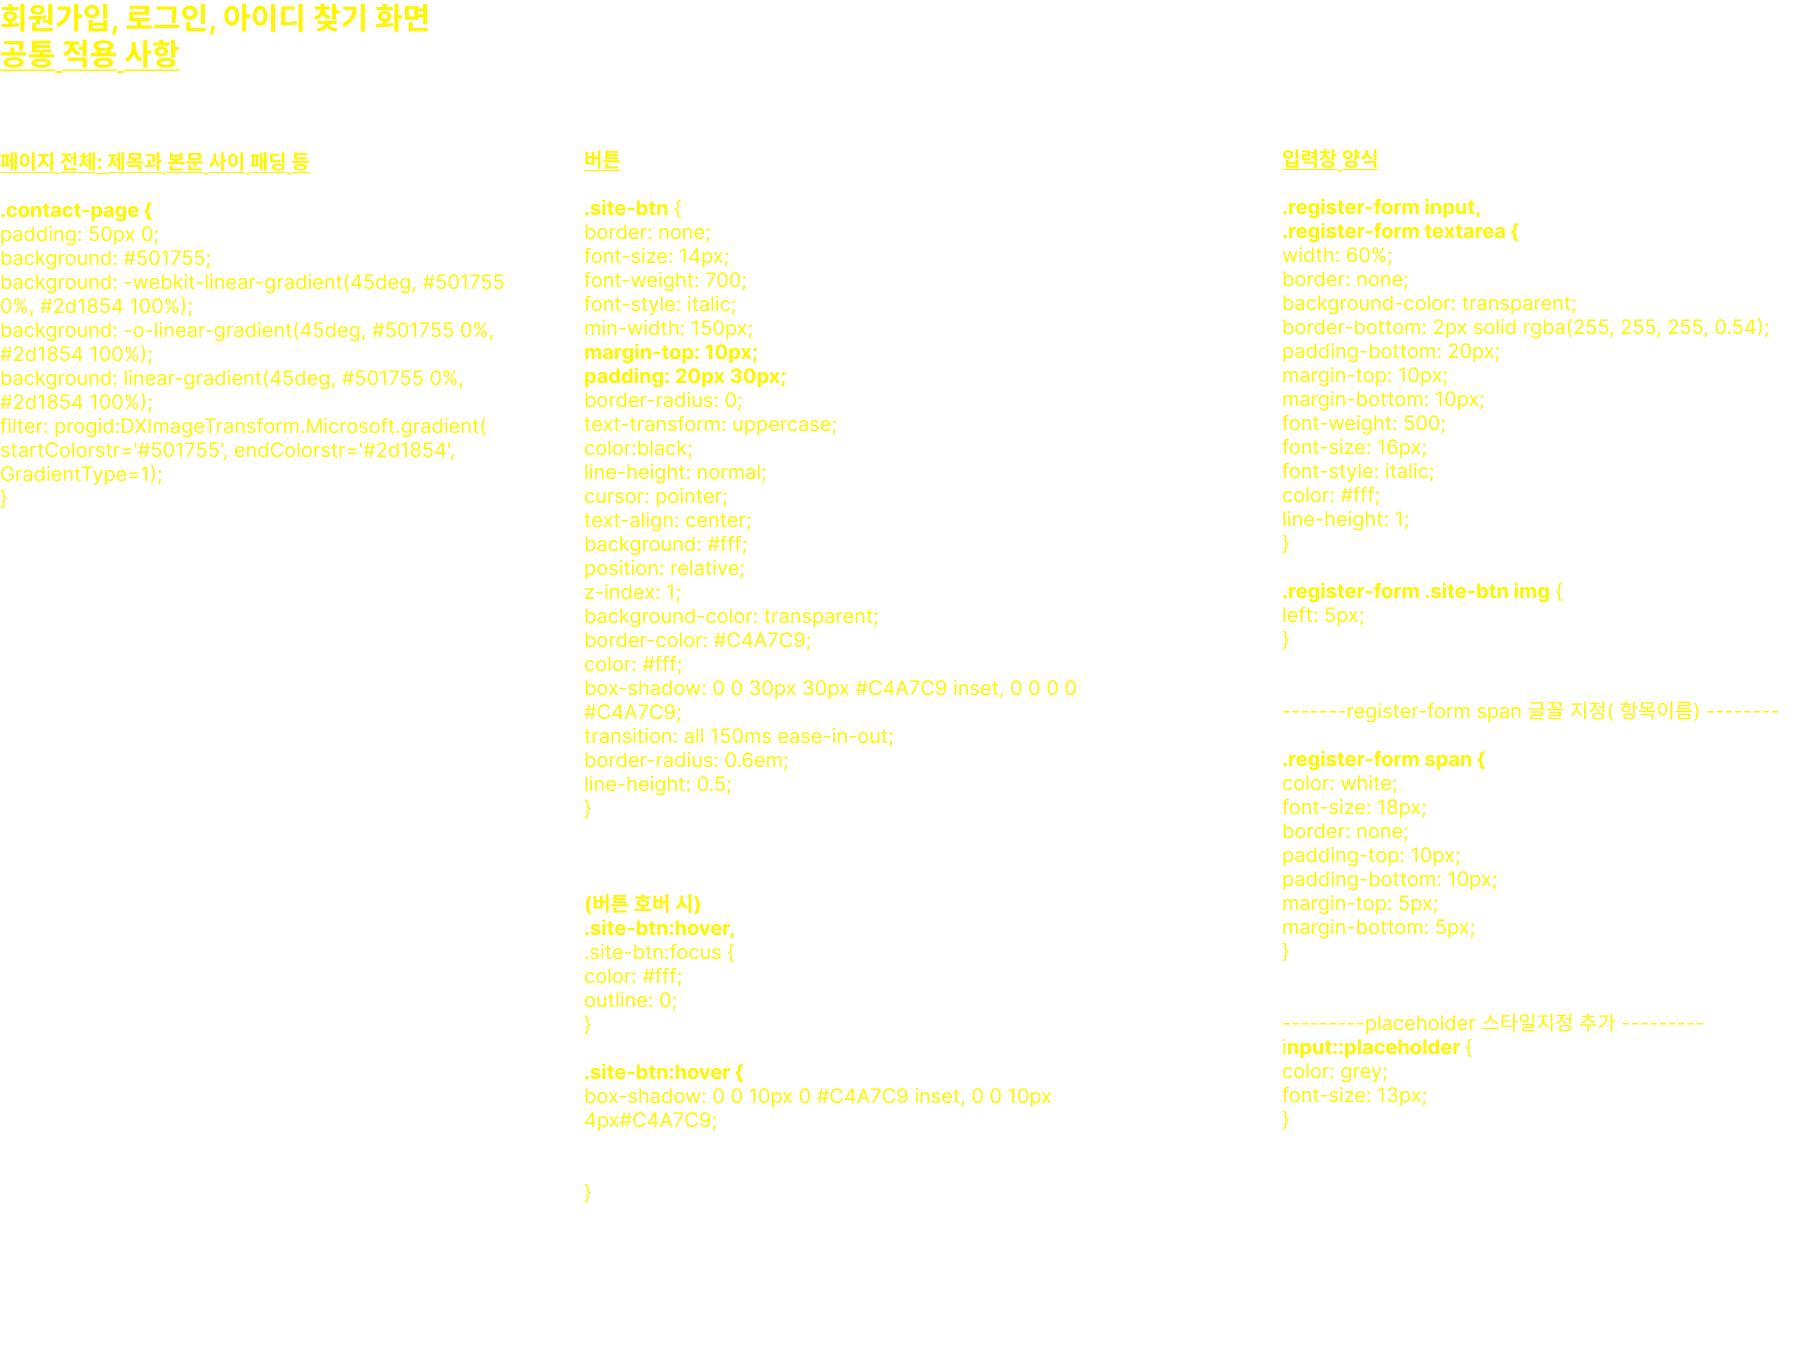 회원가입, 로그인, 아이디 찾기 화면
공통 적용 사항
페이지 전체: 제목과 본문 사이 패딩 등
.contact-page {
padding: 50px 0;
background: #501755;
background: -webkit-linear-gradient(45deg, #501755
0%, #2d1854 100%);
background: -o-linear-gradient(45deg, #501755 0%,
#2d1854 100%);
background: linear-gradient(45deg, #501755 0%,
#2d1854 100%);
filter: progid:DXImageTransform.Microsoft.gradient(
startColorstr='#501755', endColorstr='#2d1854',
GradientType=1);
}
버튼
.site-btn {
border: none;
font-size: 14px;
font-weight: 700;
font-style: italic;
min-width: 150px;
margin-top: 10px;
padding: 20px 30px;
border-radius: 0;
text-transform: uppercase;
color:black;
line-height: normal;
cursor: pointer;
text-align: center;
background: #fff;
position: relative;
z-index: 1;
background-color: transparent;
border-color: #C4A7C9;
color: #fff;
box-shadow: 0 0 30px 30px #C4A7C9 inset, 0 0 0 0
#C4A7C9;
transition: all 150ms ease-in-out;
border-radius: 0.6em;
line-height: 0.5;
}
(버튼 호버 시)
.site-btn:hover,
.site-btn:focus {
color: #fff;
outline: 0;
}
.site-btn:hover {
box-shadow: 0 0 10px 0 #C4A7C9 inset, 0 0 10px
4px#C4A7C9;
}
입력창 양식
.register-form input,
.register-form textarea {
width: 60%;
border: none;
background-color: transparent;
border-bottom: 2px solid rgba(255, 255, 255, 0.54);
padding-bottom: 20px;
margin-top: 10px;
margin-bottom: 10px;
font-weight: 500;
font-size: 16px;
font-style: italic;
color: #fff;
line-height: 1;
}
.register-form .site-btn img {
left: 5px;
}
-------register-form span 글꼴 지정( 항목이름) --------
.register-form span {
color: white;
font-size: 18px;
border: none;
padding-top: 10px;
padding-bottom: 10px;
margin-top: 5px;
margin-bottom: 5px;
}
---------placeholder 스타일지정 추가 ---------
input::placeholder {
color: grey;
font-size: 13px;
}